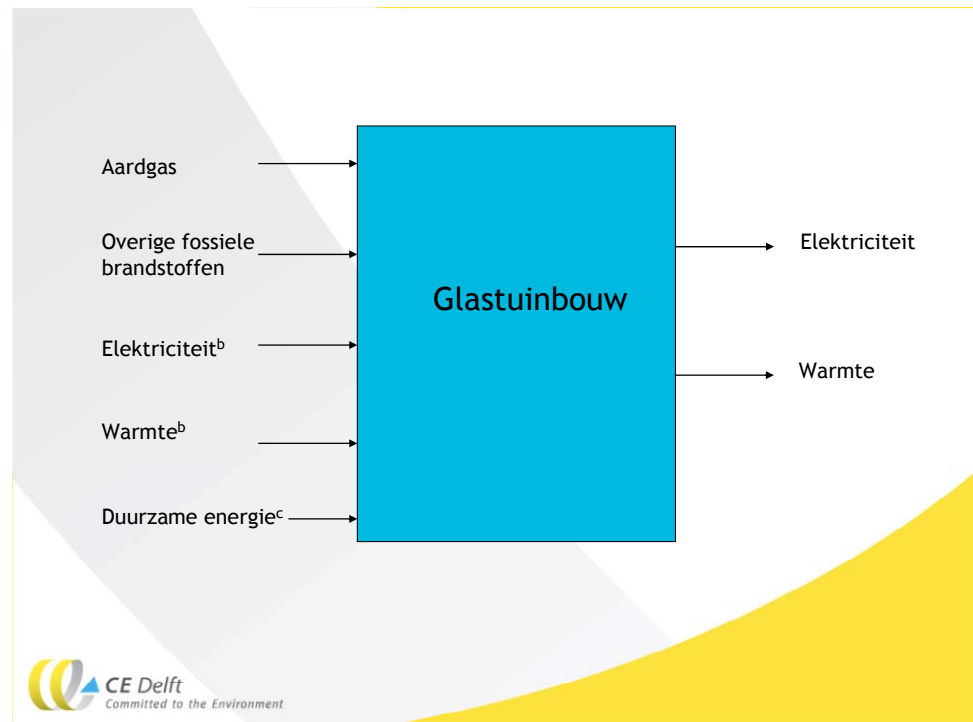 Aardgas
Overige fossiele
brandstoffen
Elektriciteitᵇ
Warmteᵇ
Duurzame energieᶜ
Glastuinbouw
Elektriciteit
Warmte
CE Delft
Committed to the Environment